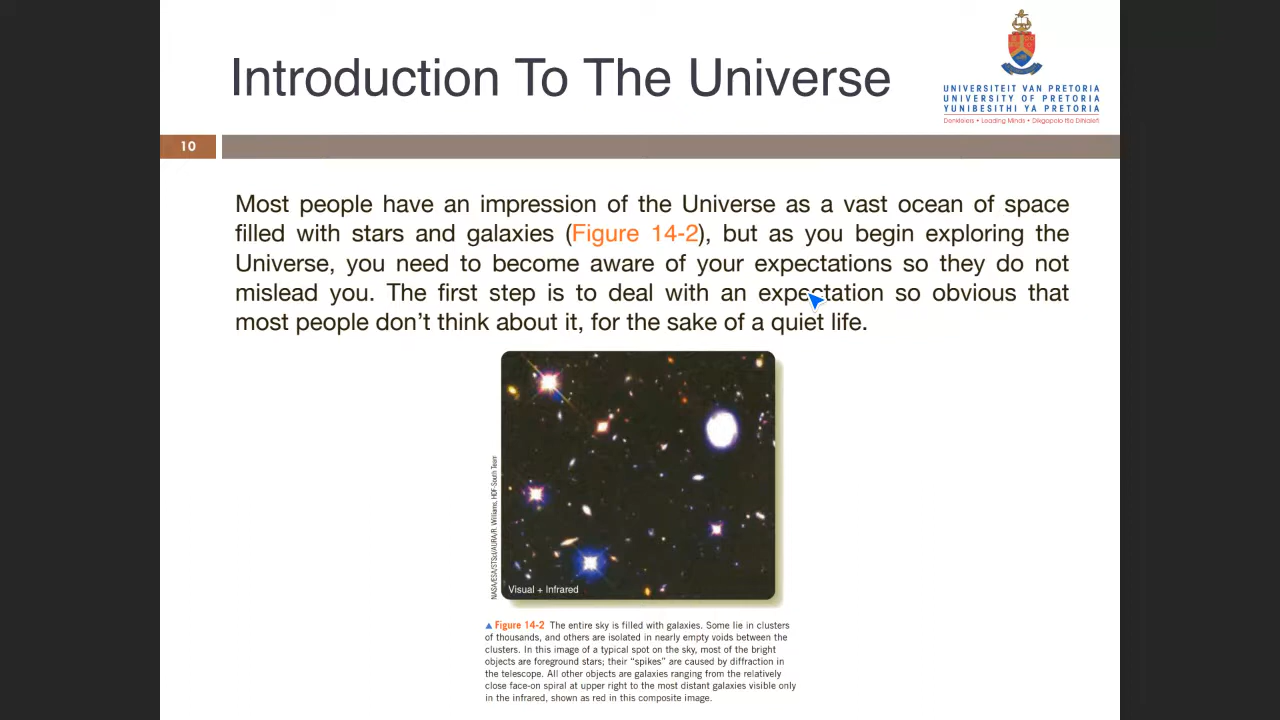 Introduction To The Universe
UNIVERSITEIT VAN PRETORIA
UNIVERSITY OF PRETORIA
YUNIBESITHI YA PRETORIA
Denkleiers • Leading Minds • Dikgopolo tša Dihlalefi
10
Most people have an impression of the Universe as a vast ocean of space
filled with stars and galaxies (Figure 14-2), but as you begin exploring the
Universe, you need to become aware of your expectations so they do not
mislead you. The first step is to deal with an expectation so obvious that
most people don’t think about it, for the sake of a quiet life.
NASA/ESA/STScI/AURA/R. Williams, HDF-South Team
Visual + Infrared
▲ Figure 14-2 The entire sky is filled with galaxies. Some lie in clusters
of thousands, and others are isolated in nearly empty voids between the
clusters. In this image of a typical spot on the sky, most of the bright
objects are foreground stars; their “spikes” are caused by diffraction in
the telescope. All other objects are galaxies ranging from the relatively
close face-on spiral at upper right to the most distant galaxies visible only
in the infrared, shown as red in this composite image.